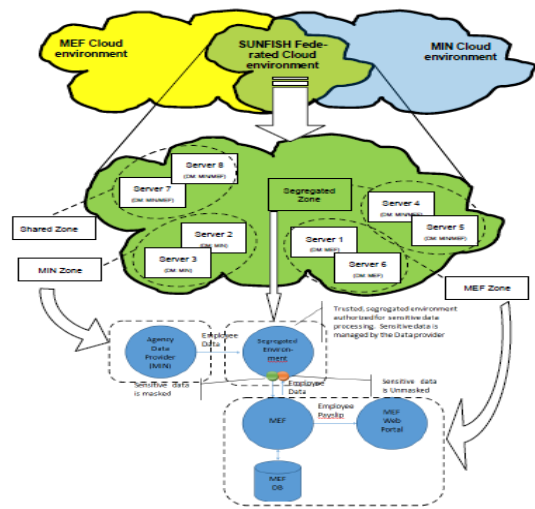 MEF Cloud
environment
SUNFISH Fede-
rated Cloud
environment
MIN Cloud
environment
Server 8
(DM: MIN/MEF)
Server 7
(DM: MIN/MEF)
Segregated
Zone
Server 4
(DM: MIN/MEF)
Server 5
(DM: MIN/MEF)
Shared Zone
Server 2
(DM: MIN)
Server 3
(DM: MIN)
Server 1
(DM: MEF)
Server 6
(DM: MEF)
MIN Zone
MEF Zone
Trusted, segregated environment
authorized for sensitive data
processing. Sensitive data is
managed by the Data provider
Agency
Data
Provider
(MIN)
Employee
Data
Segregated
Environ-
ment
Sensitive data
is masked
Employee
Data
Sensitive data
is Unmasked
MEF
Employee
Payslip
MEF
Web
Portal
MEF
DB